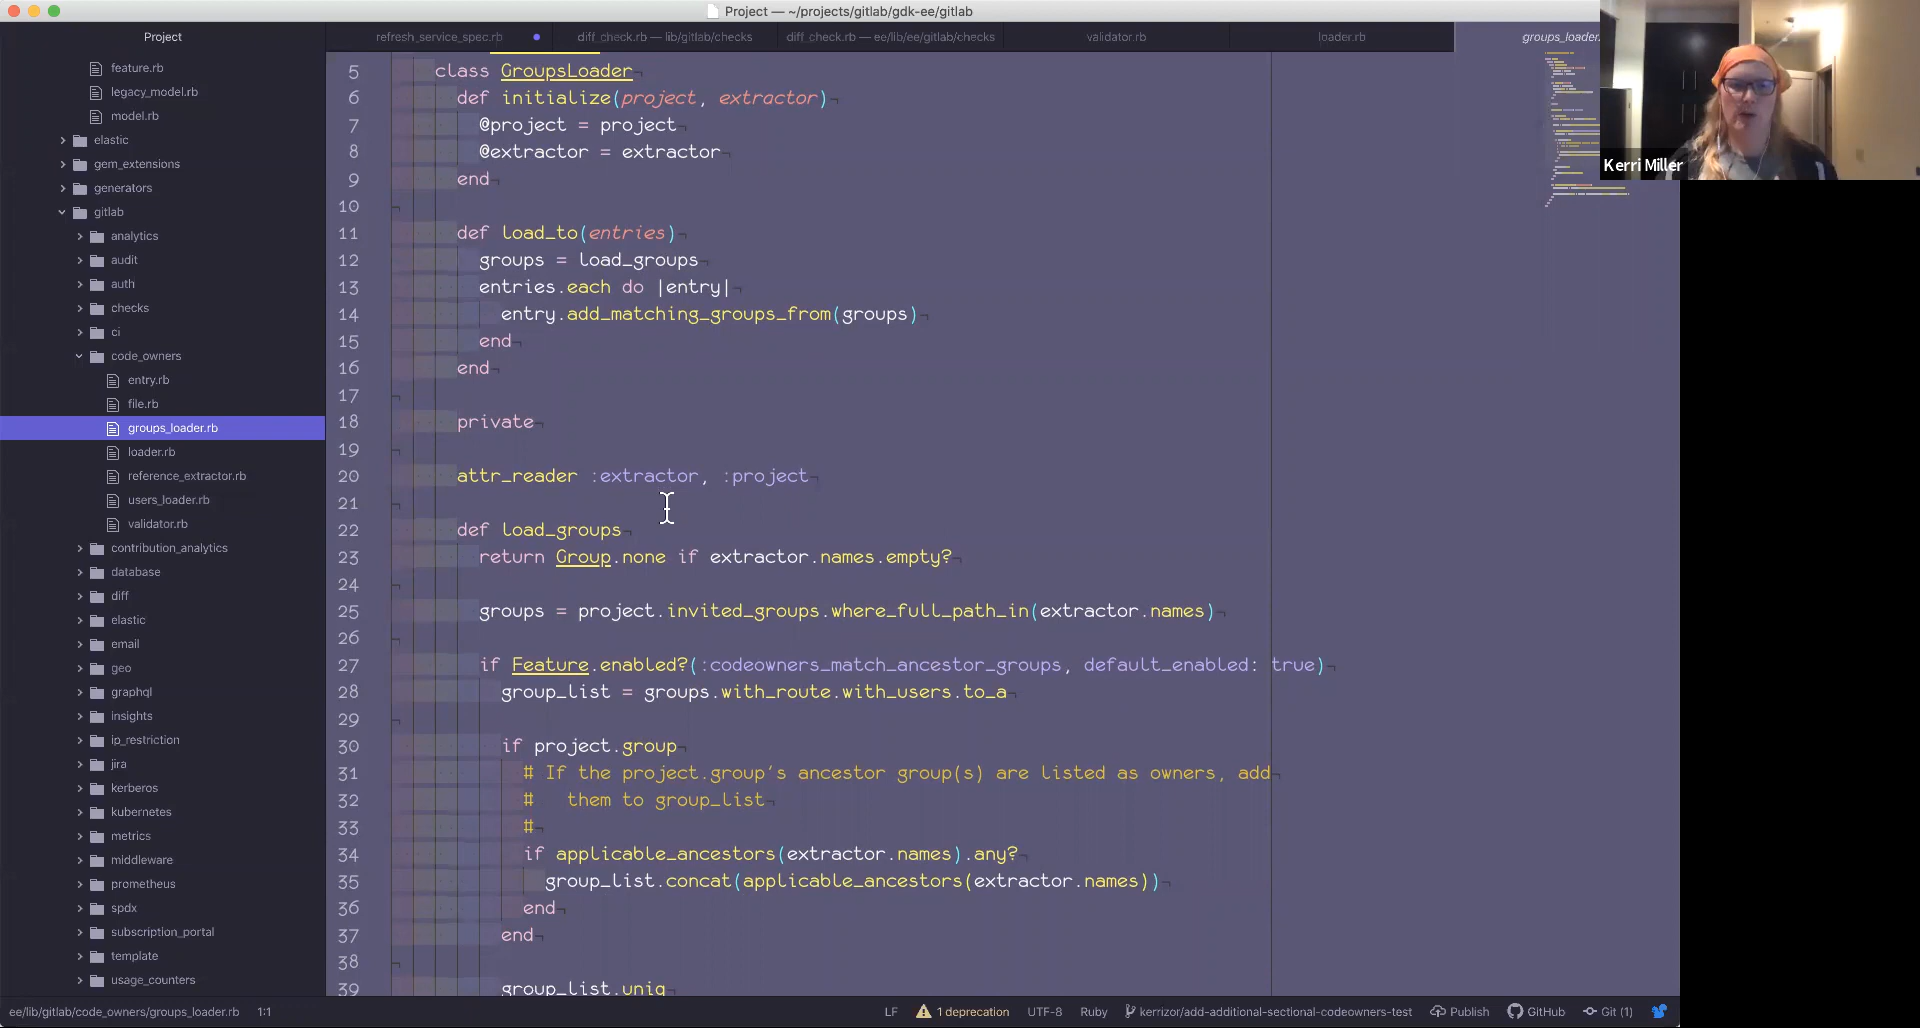 Project — ~/projects/gitlab/gdk-ee/gitlab
Project
refresh_service_spec.rb
diff_check.rb — lib/gitlab/checks
diff_check.rb — ee/lib/ee/gitlab/checks
validator.rb
loader.rb
groups_loader.
feature.rb
legacy_model.rb
model.rb
elastic
gem_extensions
generators
gitlab
analytics
audit
auth
checks
ci
code_owners
entry.rb
file.rb
groups_loader.rb
loader.rb
reference_extractor.rb
users_loader.rb
validator.rb
contribution_analytics
database
diff
elastic
email
geo
graphql
insights
ip_restriction
jira
kerberos
kubernetes
metrics
middleware
prometheus
spdx
subscription_portal
template
usage_counters
5 class GroupsLoader
6 def initialize(project, extractor)
7 @project = project
8 @extractor = extractor
9 end
10
11 def load_to(entries)
12 groups = load_groups
13 entries.each do |entry|
14 entry.add_matching_groups_from(groups)
15 end
16 end
17
18 private
19
20 attr_reader :extractor, :project
21
22 def load_groups
23 return Group.none if extractor.names.empty?
24
25 groups = project.invited_groups.where_full_path_in(extractor.names)
26
27 if Feature.enabled?(:codeowners_match_ancestor_groups, default_enabled: true)
28 group_list = groups.with_route.with_users.to_a
29
30 if project.group
31 # If the project.group's ancestor group(s) are listed as owners, add
32 # them to group_list
33 #
34 if applicable_ancestors(extractor.names).any?
35 group_list.concat(applicable_ancestors(extractor.names))
36 end
37 end
38
39 group_list.uniq
Kerri Miller
ee/lib/gitlab/code_owners/groups_loader.rb 1:1
LF 1 deprecation UTF-8 Ruby kerrizor/add-additional-sectional-codeowners-test Publish GitHub Git (1)